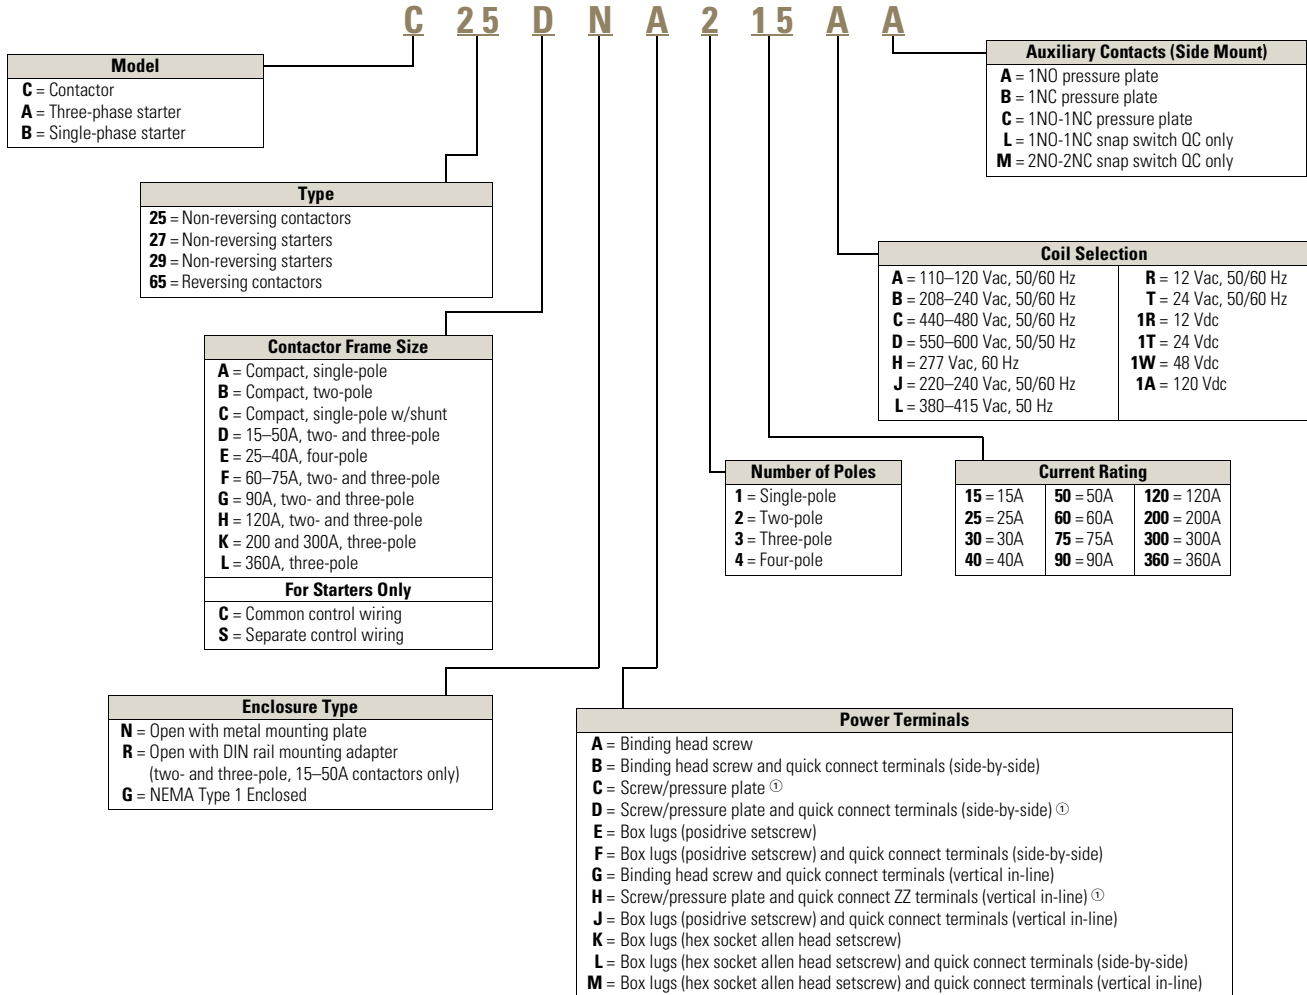 C 25 D N A 2 15 A A
Model
C = Contactor
A = Three-phase starter
B = Single-phase starter
Auxiliary Contacts (Side Mount)
A = 1NO pressure plate
B = 1NC pressure plate
C = 1NO-1NC pressure plate
L = 1NO-1NC snap switch QC only
M = 2NO-2NC snap switch QC only
Type
25 = Non-reversing contactors
27 = Non-reversing starters
29 = Non-reversing starters
65 = Reversing contactors
Coil Selection
A = 110–120 Vac, 50/60 Hz
B = 208–240 Vac, 50/60 Hz
C = 440–480 Vac, 50/60 Hz
D = 550–600 Vac, 50/50 Hz
H = 277 Vac, 60 Hz
J = 220–240 Vac, 50/60 Hz
L = 380–415 Vac, 50 Hz
R = 12 Vac, 50/60 Hz
T = 24 Vac, 50/60 Hz
1R = 12 Vdc
1T = 24 Vdc
1W = 48 Vdc
1A = 120 Vdc
Contactor Frame Size
A = Compact, single-pole
B = Compact, two-pole
C = Compact, single-pole w/shunt
D = 15–50A, two- and three-pole
E = 25–40A, four-pole
F = 60–75A, two- and three-pole
G = 90A, two- and three-pole
H = 120A, two- and three-pole
K = 200 and 300A, three-pole
L = 360A, three-pole
For Starters Only
C = Common control wiring
S = Separate control wiring
Number of Poles
1 = Single-pole
2 = Two-pole
3 = Three-pole
4 = Four-pole
Current Rating
15 = 15A
25 = 25A
30 = 30A
40 = 40A
50 = 50A
60 = 60A
75 = 75A
90 = 90A
120 = 120A
200 = 200A
300 = 300A
360 = 360A
Enclosure Type
N = Open with metal mounting plate
R = Open with DIN rail mounting adapter
(two- and three-pole, 15–50A contactors only)
G = NEMA Type 1 Enclosed
Power Terminals
A = Binding head screw
B = Binding head screw and quick connect terminals (side-by-side)
C = Screw/pressure plate ①
D = Screw/pressure plate and quick connect terminals (side-by-side) ①
E = Box lugs (posidrive setscrew)
F = Box lugs (posidrive setscrew) and quick connect terminals (side-by-side)
G = Binding head screw and quick connect terminals (vertical in-line)
H = Screw/pressure plate and quick connect ZZ terminals (vertical in-line) ①
J = Box lugs (posidrive setscrew) and quick connect terminals (vertical in-line)
K = Box lugs (hex socket allen head setscrew)
L = Box lugs (hex socket allen head setscrew) and quick connect terminals (side-by-side)
M = Box lugs (hex socket allen head setscrew) and quick connect terminals (vertical in-line)